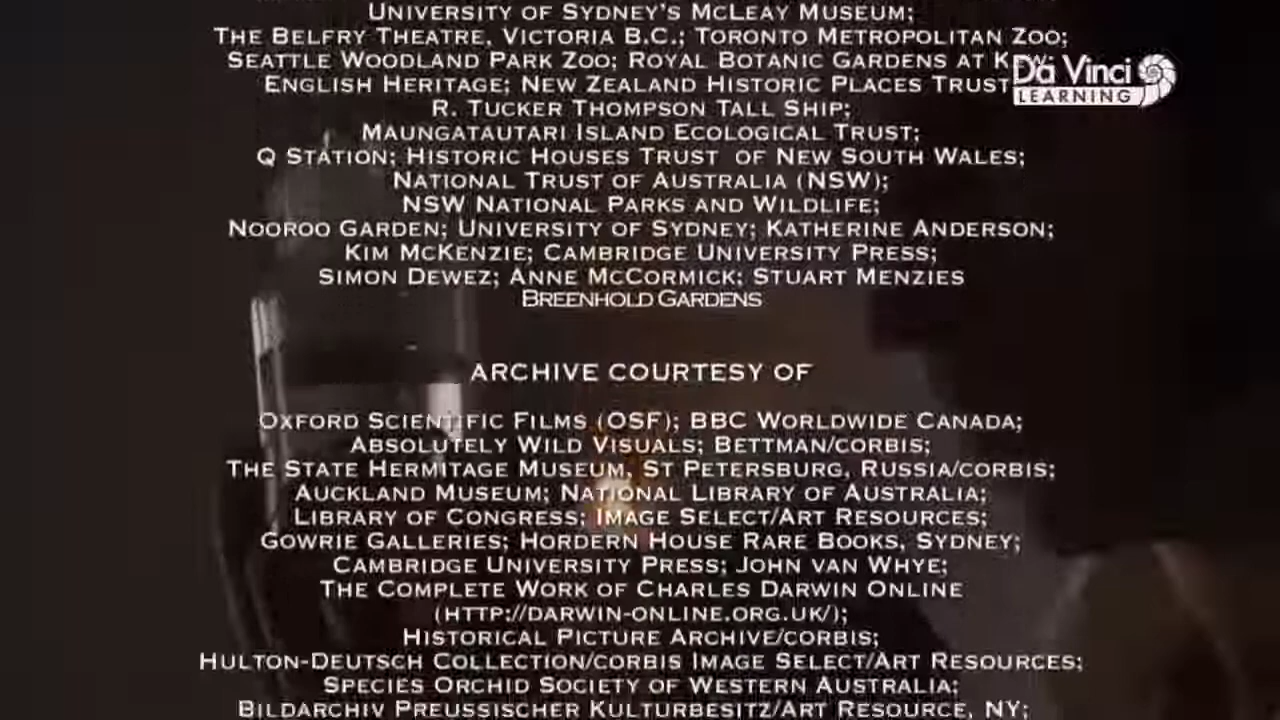 UNIVERSITY OF SYDNEY'S MCLEAY MUSEUM;
THE BELFRY THEATRE, VICTORIA B.C.; TORONTO METROPOLITAN ZOO;
SEATTLE WOODLAND PARK ZOO; ROYAL BOTANIC GARDENS AT
ENGLISH HERITAGE; NEW ZEALAND HISTORIC PLACES TRUST
Da Vinci
LEARNING
R. TUCKER THOMPSON TALL SHIP;
MAUNGATAUTARI ISLAND ECOLOGICAL TRUST;
Q STATION; HISTORIC HOUSES TRUST OF NEW SOUTH WALES;
NATIONAL TRUST OF AUSTRALIA (NSW);
NSW NATIONAL PARKS AND WILDLIFE;
NOOROO GARDEN; UNIVERSITY OF SYDNEY; KATHERINE ANDERSON;
KIM MCKENZIE; CAMBRIDGE UNIVERSITY PRESS;
SIMON DEWEZ; ANNE MCCORMICK; STUART MENZIES
BREENHOLD GARDENS
ARCHIVE COURTESY OF
OXFORD SCIENTIFIC FILMS (OSF); BBC WORLDWIDE CANADA;
ABSOLUTELY WILD VISUALS; BETTMAN/CORBIS;
THE STATE HERMITAGE MUSEUM, ST PETERSBURG, RUSSIA/CORBIS;
AUCKLAND MUSEUM; NATIONAL LIBRARY OF AUSTRALIA;
LIBRARY OF CONGRESS; IMAGE SELECT/ART RESOURCES;
GOWRIE GALLERIES; HORDERN HOUSE RARE BOOKS, SYDNEY;
CAMBRIDGE UNIVERSITY PRESS; JOHN VAN WHYE;
THE COMPLETE WORK OF CHARLES DARWIN ONLINE
(HTTP://DARWIN-ONLINE.ORG.UK/);
HISTORICAL PICTURE ARCHIVE/CORBIS;
HULTON-DEUTSCH COLLECTION/CORBIS IMAGE SELECT/ART RESOURCES;
SPECIES ORCHID SOCIETY OF WESTERN AUSTRALIA;
BILDARCHIV PREUSSISCHER KULTURBESITZ/ART RESOURCE, NY;